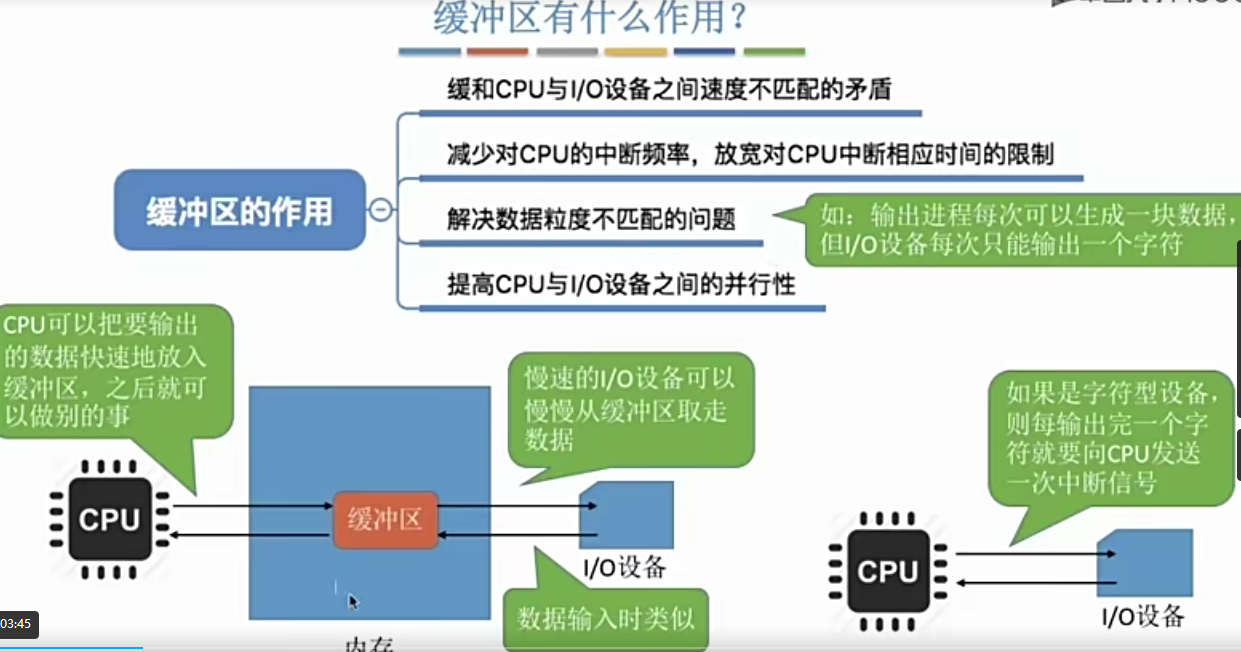 缓冲区有什么作用？
缓和CPU与I/O设备之间速度不匹配的矛盾
减少对CPU的中断频率，放宽对CPU中断相应时间的限制
缓冲区的作用
解决数据粒度不匹配的问题
如：输出进程每次可以生成一块数据，
但I/O设备每次只能输出一个字符
提高CPU与I/O设备之间的并行性
CPU可以把要输出
的数据快速地放入
缓冲区，之后就可
以做别的事
慢速的I/O设备可以
慢慢从缓冲区取走
数据
如果是字符型设备，
则每输出完一个字
符就要向CPU发送
一次中断信号
CPU
缓冲区
I/O设备
CPU
I/O设备
数据输入时类似
03:45
内存